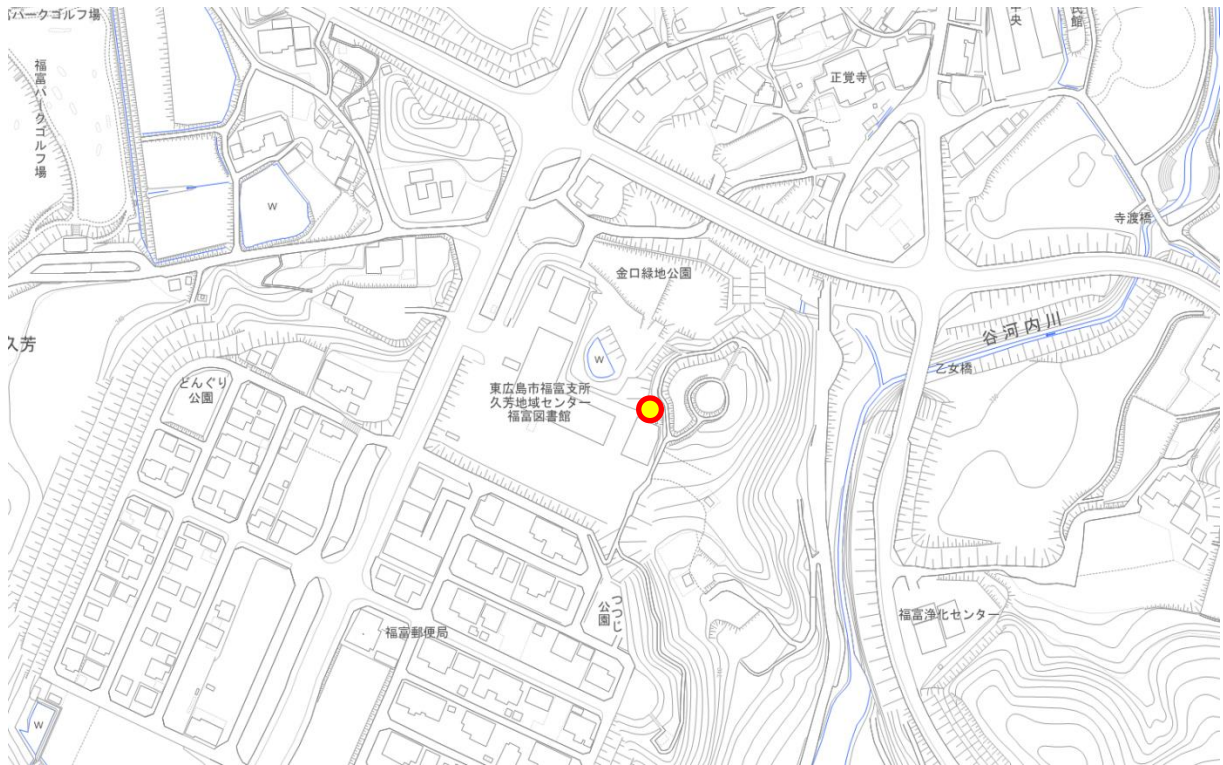 パークゴルフ場
福富パークゴルフ場
正覚寺
中央
民館
寺渡橋
W
金口緑地公園
谷河内川
久芳
W
乙女橋
どんぐり
公園
東広島市福富支所
久芳地域センター
福富図書館
つつじ
公園
福富浄化センター
福富郵便局
W